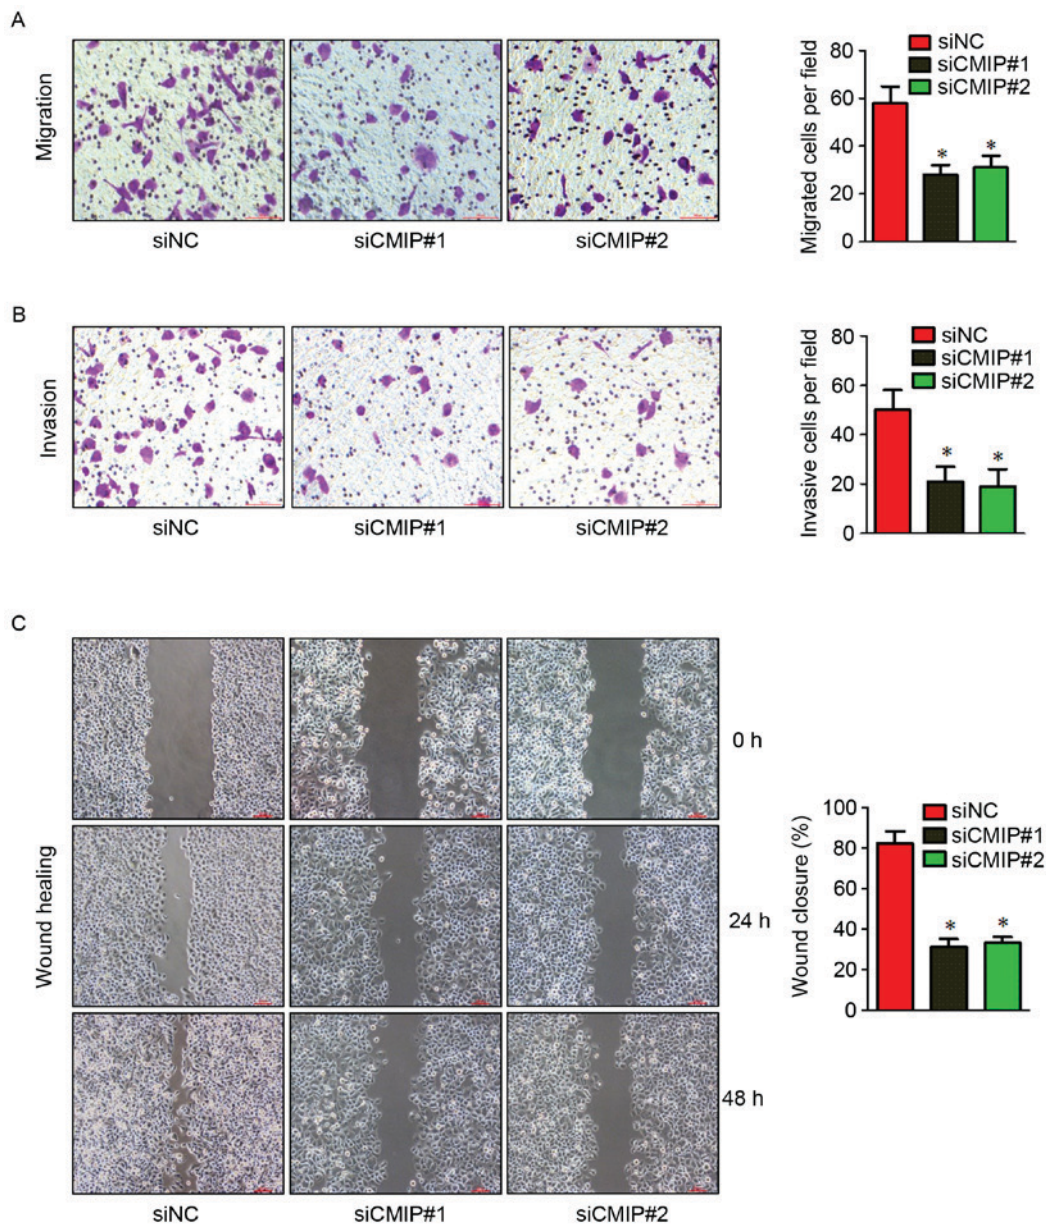 A
Migration
siNC
siCMIP#1
siCMIP#2
Migrated cells per field
80
60
40
20
0
siNC
siCMIP#1
siCMIP#2
*
*
B
Invasion
siNC
siCMIP#1
siCMIP#2
Invasive cells per field
80
60
40
20
0
siNC
siCMIP#1
siCMIP#2
*
*
C
Wound healing
0 h
24 h
48 h
siNC
siCMIP#1
siCMIP#2
Wound closure (%)
100
80
60
40
20
0
siNC
siCMIP#1
siCMIP#2
*
*